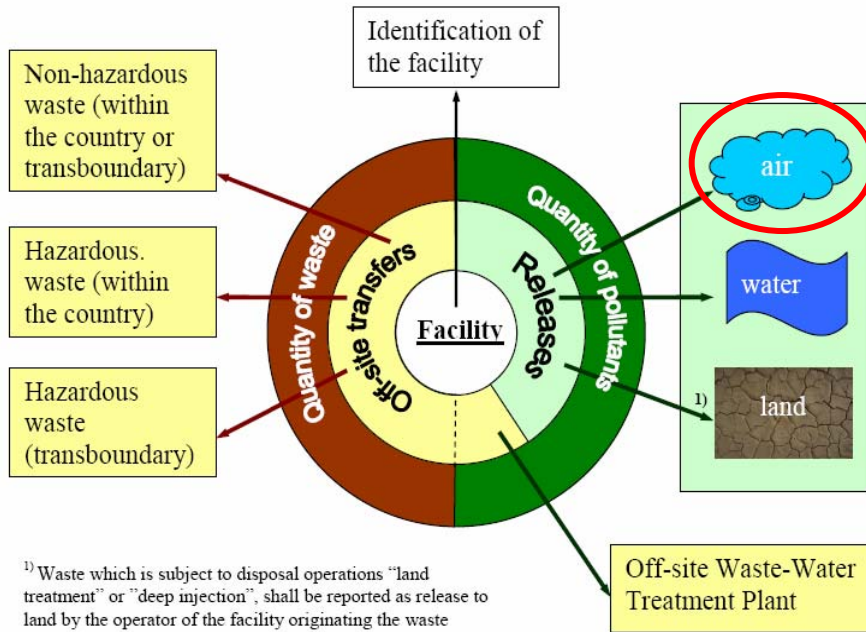 Identification of
the facility
Non-hazardous
waste (within
the country or
transboundary)
Hazardous.
waste (within
the country)
Hazardous
waste
(transboundary)
Quantity of waste
Off-site transfers
Facility
Releases
Quantity of pollutants
air
water
1)
land
Off-site Waste-Water
Treatment Plant
1) Waste which is subject to disposal operations “land
treatment” or ”deep injection”, shall be reported as release to
land by the operator of the facility originating the waste